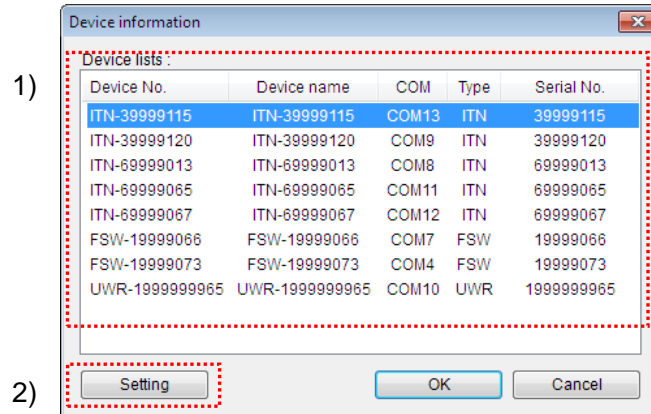 Device information
Device lists :
1)
Device No. Device name COM Type Serial No.
ITN-39999115 ITN-39999115 COM13 ITN 39999115
ITN-39999120 ITN-39999120 COM9 ITN 39999120
ITN-69999013 ITN-69999013 COM8 ITN 69999013
ITN-69999065 ITN-69999065 COM11 ITN 69999065
ITN-69999067 ITN-69999067 COM12 ITN 69999067
FSW-19999066 FSW-19999066 COM7 FSW 19999066
FSW-19999073 FSW-19999073 COM4 FSW 19999073
UWR-1999999965 UWR-1999999965 COM10 UWR 1999999965
2) Setting OK Cancel